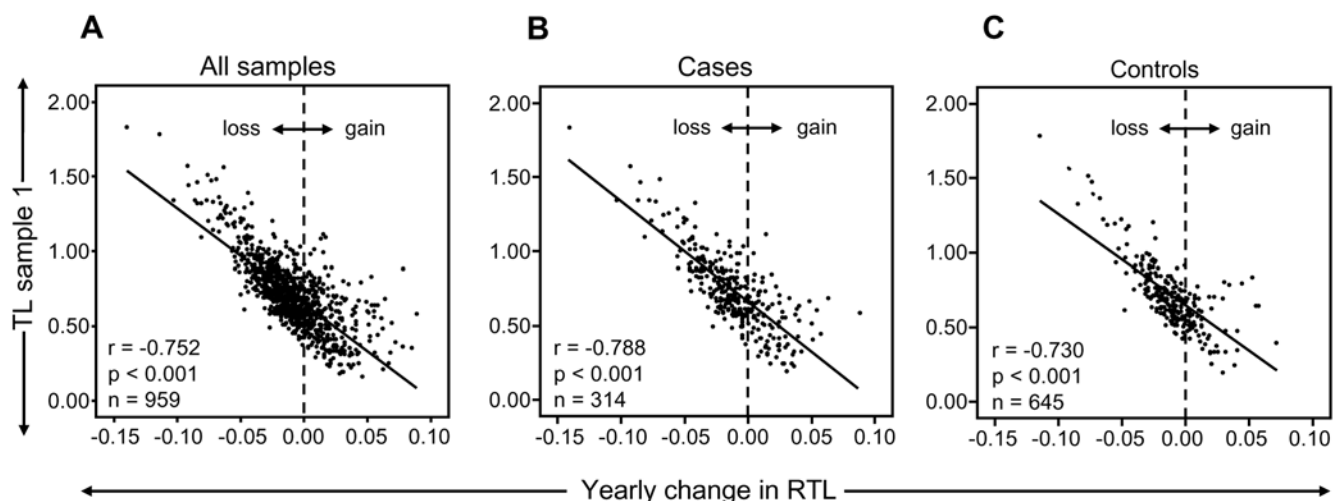 A
All samples
TL sample 1
2.00
1.50
1.00
0.50
0.00
loss
gain
r = -0.752
p < 0.001
n = 959
-0.15 -0.10 -0.05 0.00 0.05 0.10
B
Cases
2.00
1.50
1.00
0.50
0.00
loss
gain
r = -0.788
p < 0.001
n = 314
-0.15 -0.10 -0.05 0.00 0.05 0.10
C
Controls
2.00
1.50
1.00
0.50
0.00
loss
gain
r = -0.730
p < 0.001
n = 645
-0.15 -0.10 -0.05 0.00 0.05 0.10
Yearly change in RTL